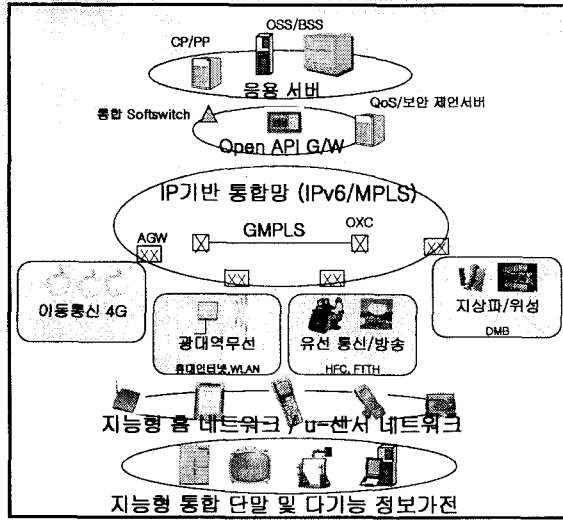 OSS/BSS
CP/PP
응용 서버
통합 Softswitch
QoS/보안 제언서버
Open API G/W
IP기반 통합망 (IPv6/MPLS)
AGW
GMPLS
OXC
이동통신 4G
광대역무선
휴대인터넷,WLAN
유선 통신/방송
HFC, FTTH
지상파/위성
DMB
지능형 홈 네트워크 / u-센서 네트워크
지능형 통합 단말 및 다기능 정보가전